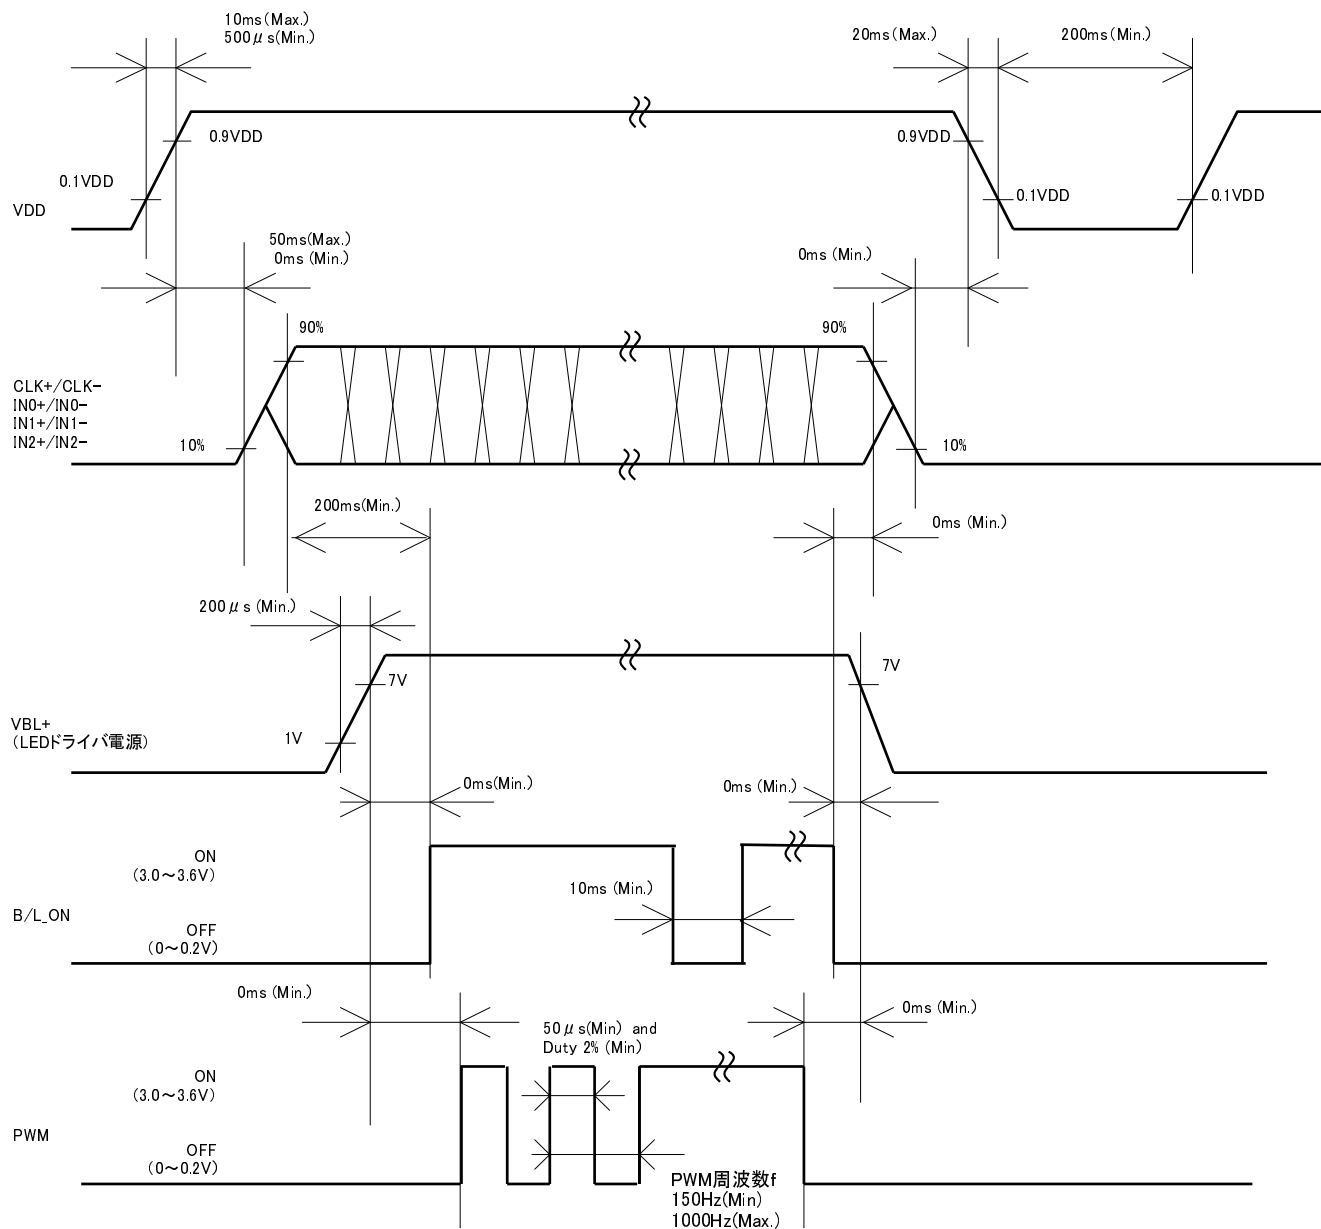 10ms(Max.)
500μs(Min.)
20ms(Max.)
200ms(Min.)
0.9VDD
0.9VDD
0.1VDD
0.1VDD
0.1VDD
VDD
50ms(Max.)
0ms (Min.)
0ms (Min.)
90%
90%
CLK+/CLK-
IN0+/IN0-
IN1+/IN1-
IN2+/IN2-
10%
10%
200ms(Min.)
0ms (Min.)
200μs (Min.)
7V
7V
VBL+
(LEDドライバ電源)
1V
0ms(Min.)
0ms (Min.)
ON
(3.0～3.6V)
10ms (Min.)
B/L_ON
OFF
(0～0.2V)
0ms (Min.)
0ms (Min.)
50μs(Min) and
Duty 2% (Min)
ON
(3.0～3.6V)
PWM
OFF
(0～0.2V)
PWM周波数f
150Hz(Min)
1000Hz(Max.)